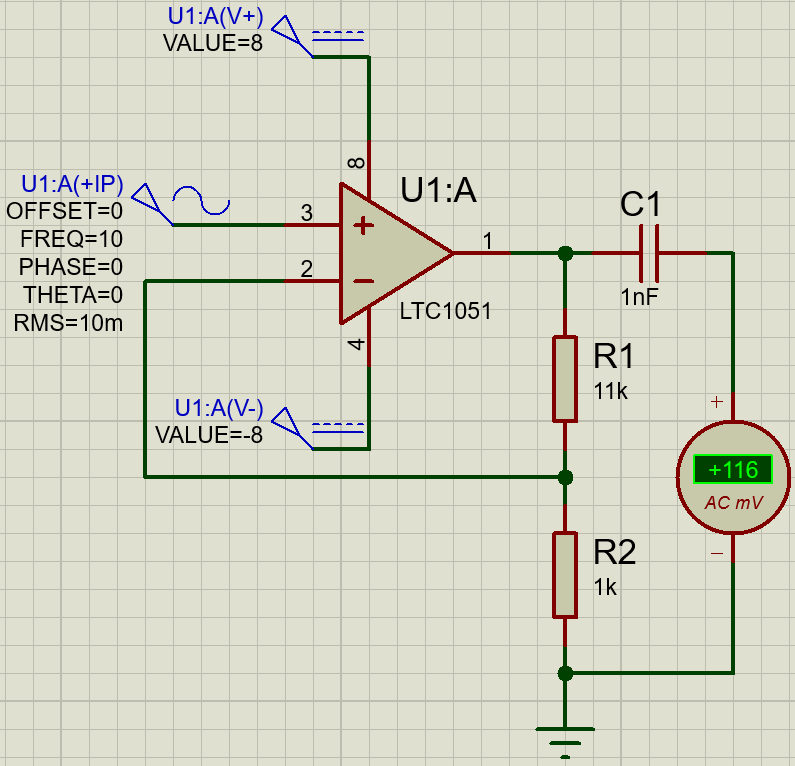 U1:A(V+)
VALUE=8
8
U1:A(+IP)
OFFSET=0
FREQ=10
PHASE=0
THETA=0
RMS=10m
3
2
+
−
U1:A
1
LTC1051
4
C1
1nF
R1
11k
U1:A(V-)
VALUE=-8
+
+116
AC mV
−
R2
1k